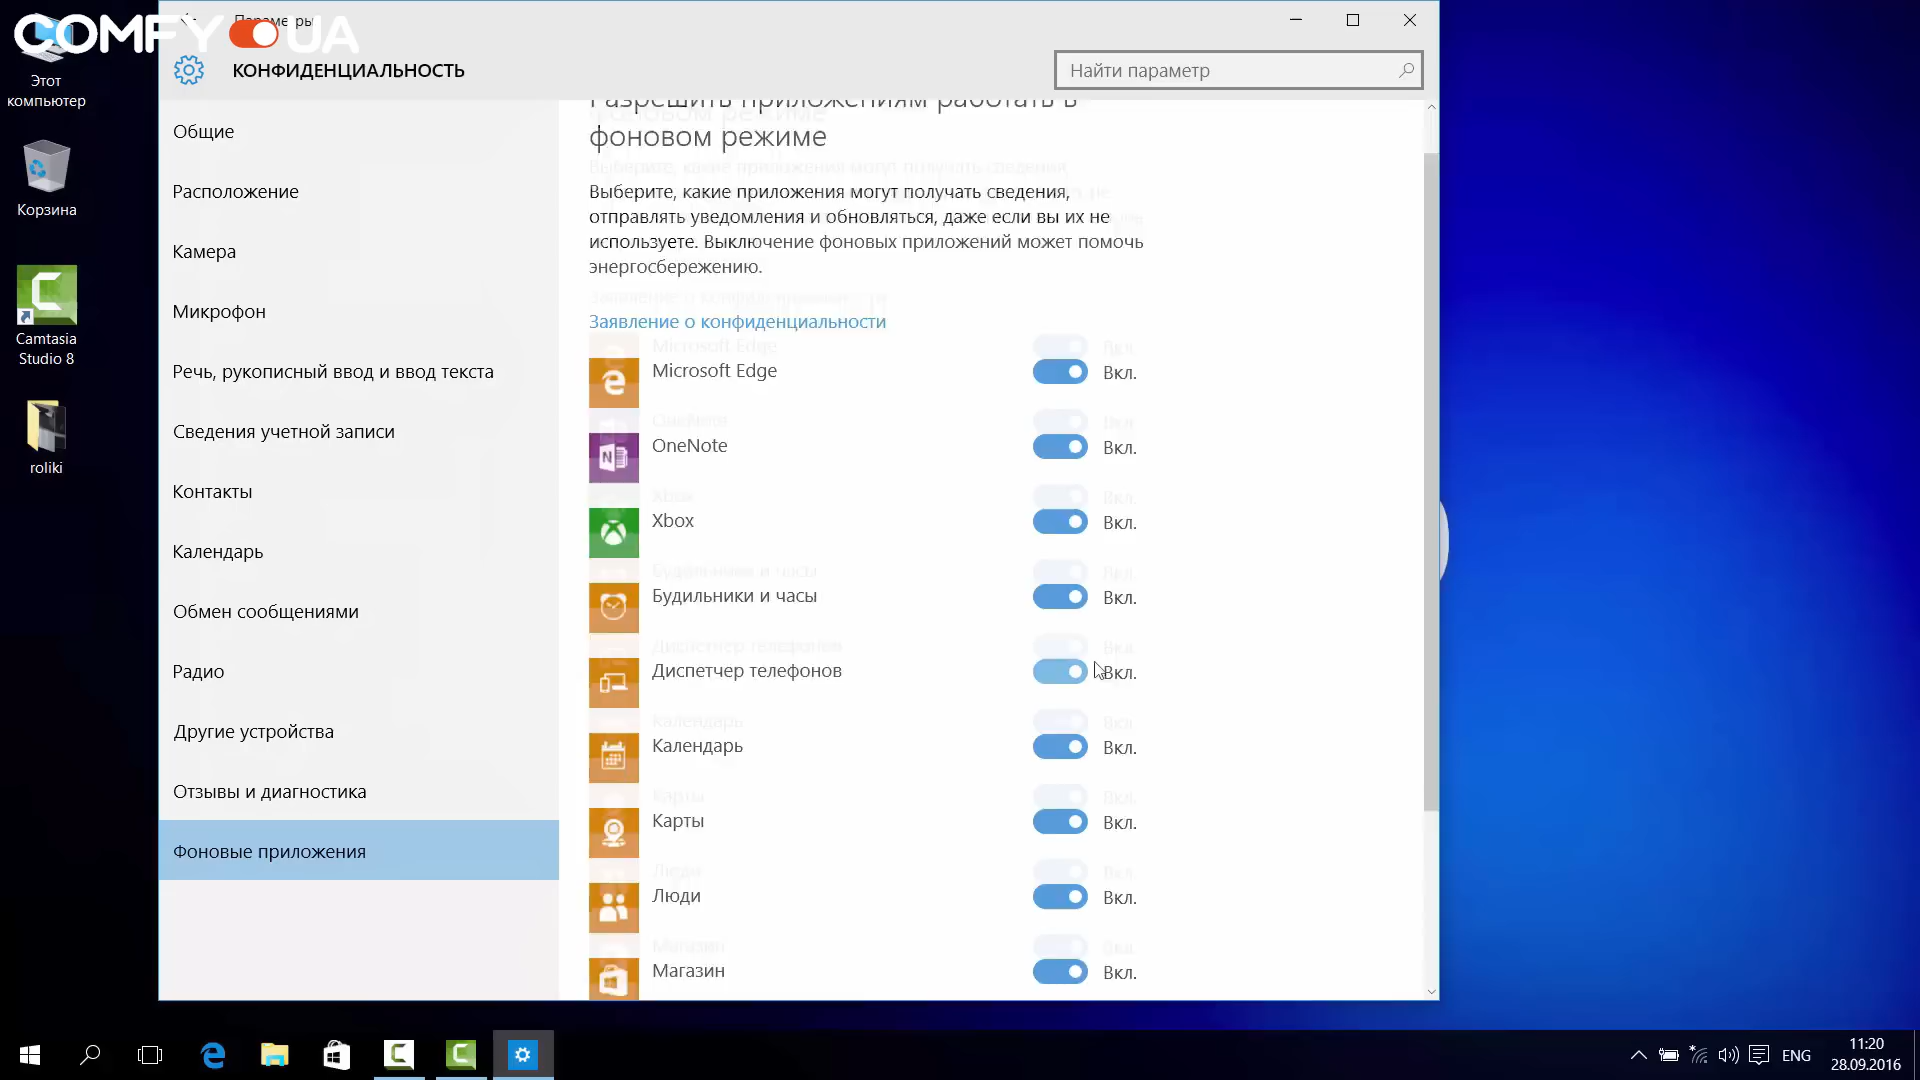 COMFY UA
Параметры
КОНФИДЕНЦИАЛЬНОСТЬ
Найти параметр
Этот
компьютер
Корзина
Camtasia
Studio 8
roliki
Общие
Расположение
Камера
Микрофон
Речь, рукописный ввод и ввод текста
Сведения учетной записи
Контакты
Календарь
Обмен сообщениями
Радио
Другие устройства
Отзывы и диагностика
Фоновые приложения
Разрешить приложениям работать в
фоновом режиме
Выберите, какие приложения могут получать сведения,
отправлять уведомления и обновляться, даже если вы их не
используете. Выключение фоновых приложений может помочь
энергосбережению.
Заявление о конфиденциальности
Microsoft Edge Вкл.
OneNote Вкл.
Xbox Вкл.
Будильники и часы Вкл.
Диспетчер телефонов Вкл.
Календарь Вкл.
Карты Вкл.
Люди Вкл.
Магазин Вкл.
ENG
11:20
28.09.2016